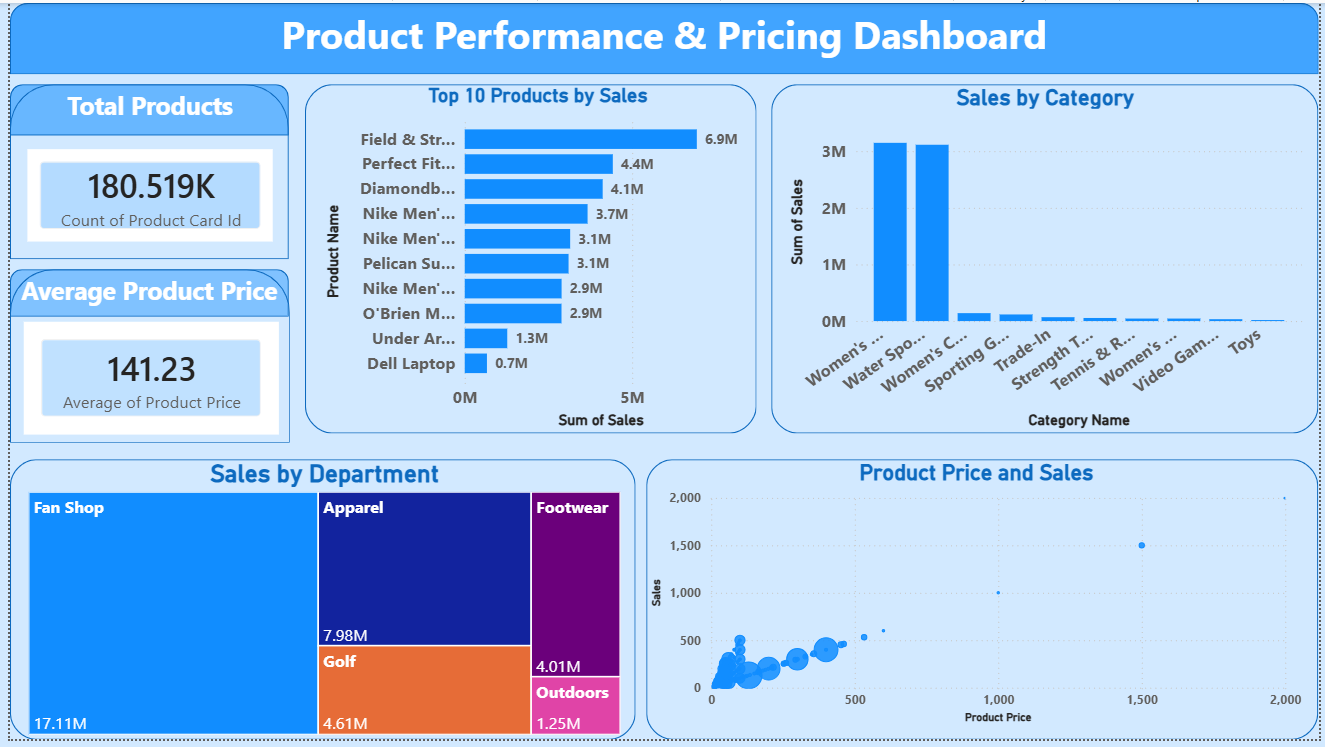 Product Performance & Pricing Dashboard
Total Products
180.519K
Count of Product Card Id
Average Product Price
141.23
Average of Product Price
Top 10 Products by Sales
Product Name
Field & Str... 6.9M
Perfect Fit... 4.4M
Diamondb... 4.1M
Nike Men'... 3.7M
Nike Men'... 3.1M
Pelican Su... 3.1M
Nike Men'... 2.9M
O'Brien M... 2.9M
Under Ar... 1.3M
Dell Laptop 0.7M
0M 5M
Sum of Sales
Sales by Category
Sum of Sales
3M
2M
1M
0M
Women's ...
Water Spo...
Women's C...
Sporting G...
Trade-In
Strength T...
Tennis & R...
Women's ...
Video Gam...
Toys
Category Name
Sales by Department
Fan Shop
17.11M
Apparel
7.98M
Golf
4.61M
Footwear
4.01M
Outdoors
1.25M
Product Price and Sales
Sales
2,000
1,500
1,000
500
0
0 500 1,000 1,500 2,000
Product Price